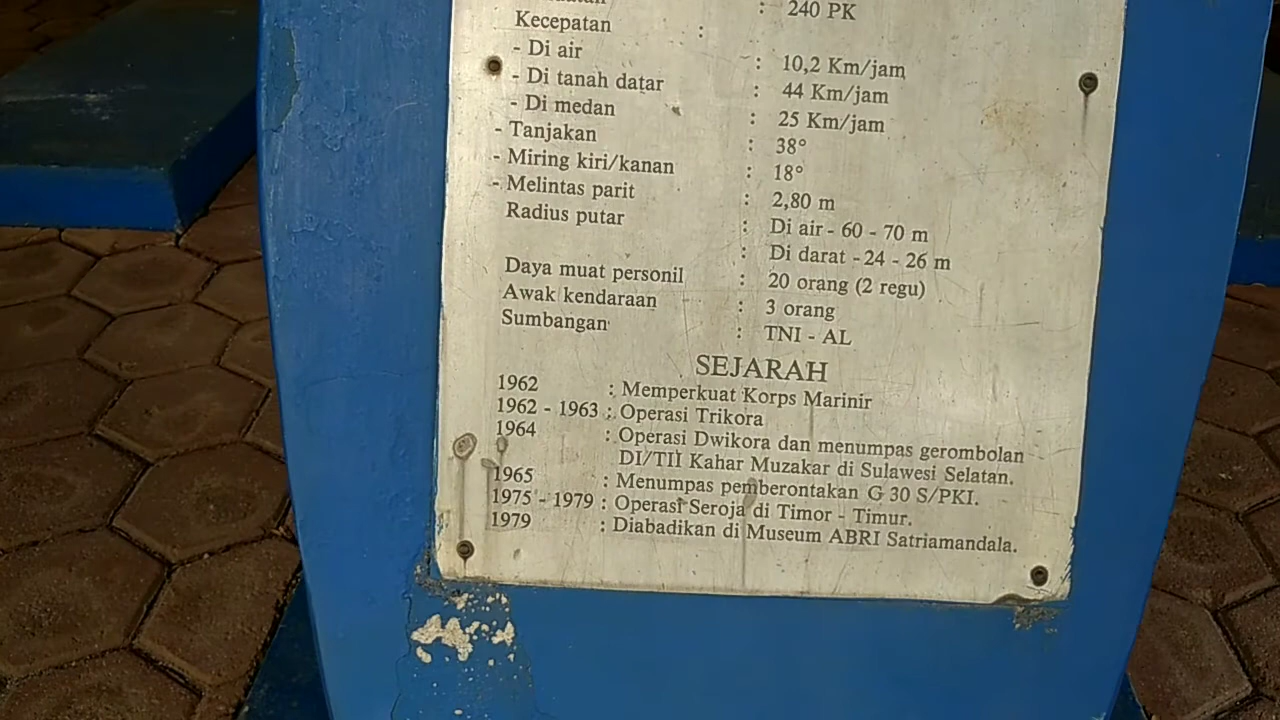 : 240 PK
Kecepatan :
- Di air : 10,2 Km/jam
- Di tanah datar : 44 Km/jam
- Di medan : 25 Km/jam
- Tanjakan : 38°
- Miring kiri/kanan : 18°
- Melintas parit : 2,80 m
Radius putar : Di air - 60 - 70 m
: Di darat - 24 - 26 m
Daya muat personil : 20 orang (2 regu)
Awak kendaraan : 3 orang
Sumbangan : TNI - AL
SEJARAH
1962 : Memperkuat Korps Marinir
1962 - 1963 : Operasi Trikora
1964 : Operasi Dwikora dan menumpas gerombolan
DI/TII Kahar Muzakar di Sulawesi Selatan.
1965 : Menumpas pemberontakan G 30 S/PKI.
1975 - 1979 : Operasi Seroja di Timor - Timur.
1979 : Diabadikan di Museum ABRI Satriamandala.